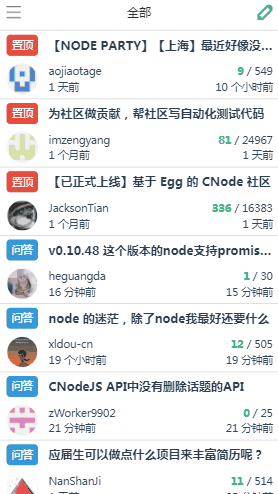 全部
置顶 【NODE PARTY】【上海】最近好像没...
aojiaotage 9 / 549
1 天前 10 个小时前
置顶 为社区做贡献，帮社区写自动化测试代码
imzengyang 81 / 24967
1 个月前 1 天前
置顶 【已正式上线】基于 Egg 的 CNode 社区
JacksonTian 336 / 16383
1 个月前 1 天前
问答 v0.10.48 这个版本的node支持promis...
heguangda 1 / 30
16 分钟前 15 分钟前
问答 node 的迷茫，除了node我最好还要什么
xldou-cn 12 / 505
19 个小时前 19 分钟前
问答 CNodeJS API中没有删除话题的API
zWorker9902 0 / 25
21 分钟前 21 分钟前
问答 应届生可以做点什么项目来丰富简历呢？
NanShanJi 11 / 514